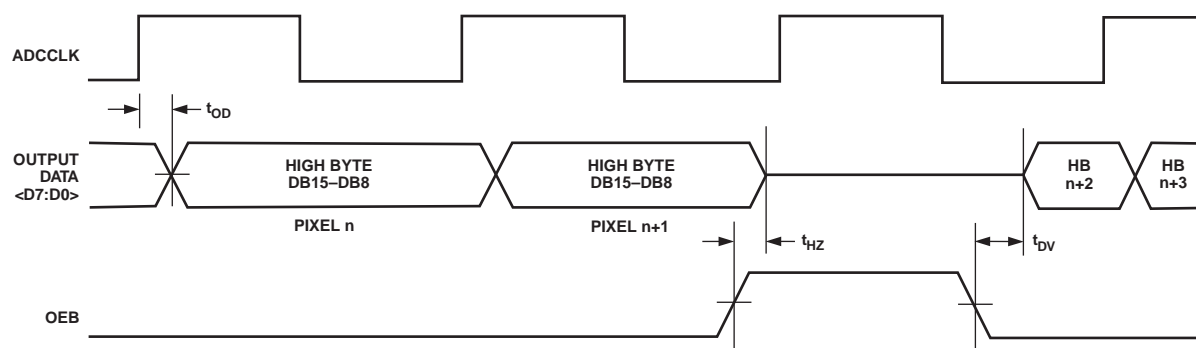 ADCCLK
tOD
OUTPUT
DATA
<D7:D0>
HIGH BYTE
DB15–DB8
HIGH BYTE
DB15–DB8
HB
n+2
HB
n+3
PIXEL n
PIXEL n+1
tHZ
tDV
OEB